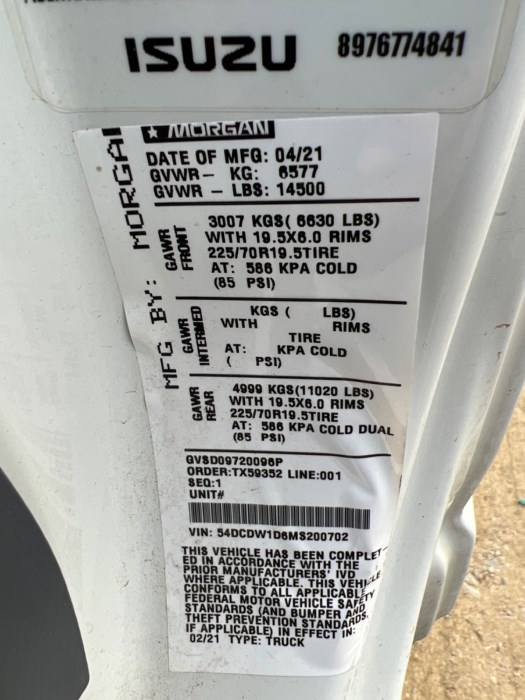 ISUZU 8976774841
MORGAN
MFG BY: MORGA
DATE OF MFG: 04/21
GVWR- KG: 6577
GVWR- LBS: 14500
GAWR FRONT
3007 KGS( 6630 LBS)
WITH 19.5X6.0 RIMS
225/70R19.5TIRE
AT: 586 KPA COLD
(85 PSI)
GAWR INTERMED
KGS ( LBS)
WITH RIMS
TIRE
AT: KPA COLD
( PSI)
GAWR REAR
4999 KGS(11020 LBS)
WITH 19.5X6.0 RIMS
225/70R19.5TIRE
AT: 586 KPA COLD DUAL
(85 PSI)
GVSD09720096P
ORDER:TX59352 LINE:001
SEQ:1
UNIT#
VIN: 54DCDW1D6MS200702
THIS VEHICLE HAS BEEN COMPLET-
ED IN ACCORDANCE WITH THE
PRIOR MANUFACTURERS' IVD
WHERE APPLICABLE. THIS VEHICLE
CONFORMS TO ALL APPLICABLE
FEDERAL MOTOR VEHICLE SAFETY
STANDARDS (AND BUMPER AND
THEFT PREVENTION STANDARDS,
IF APPLICABLE) IN EFFECT IN:
02/21 TYPE: TRUCK